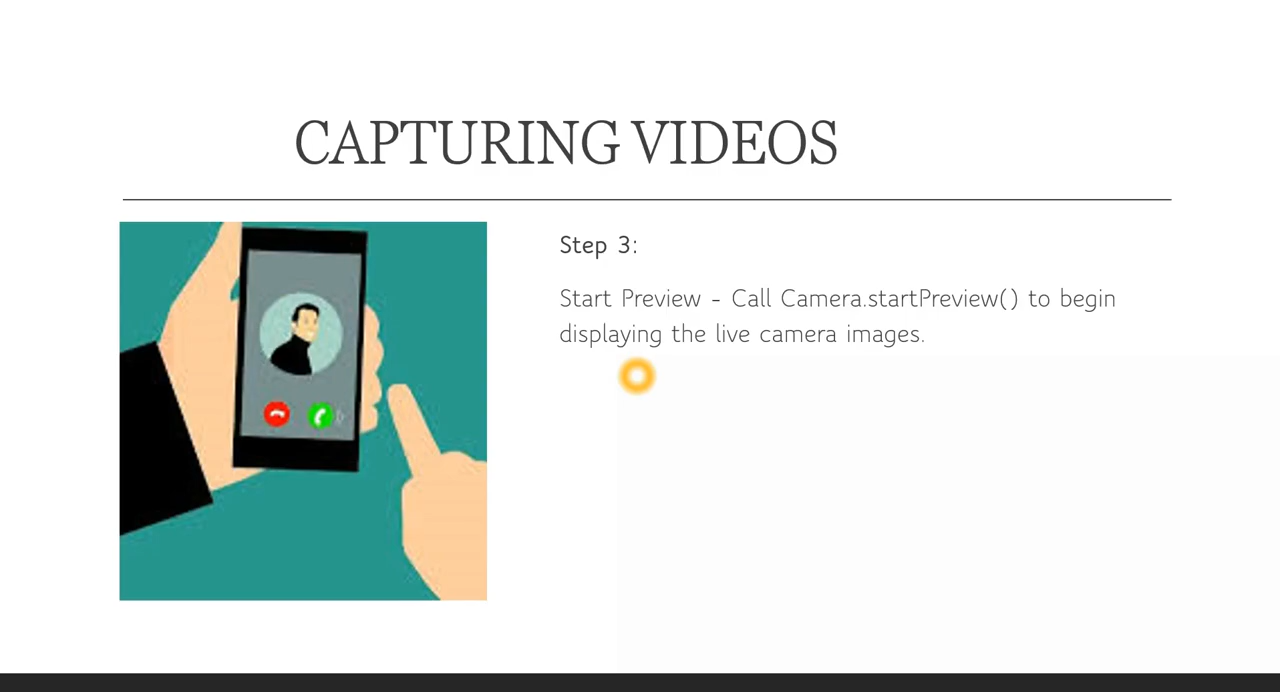 CAPTURING VIDEOS
Step 3:
Start Preview - Call Camera.startPreview() to begin
displaying the live camera images.